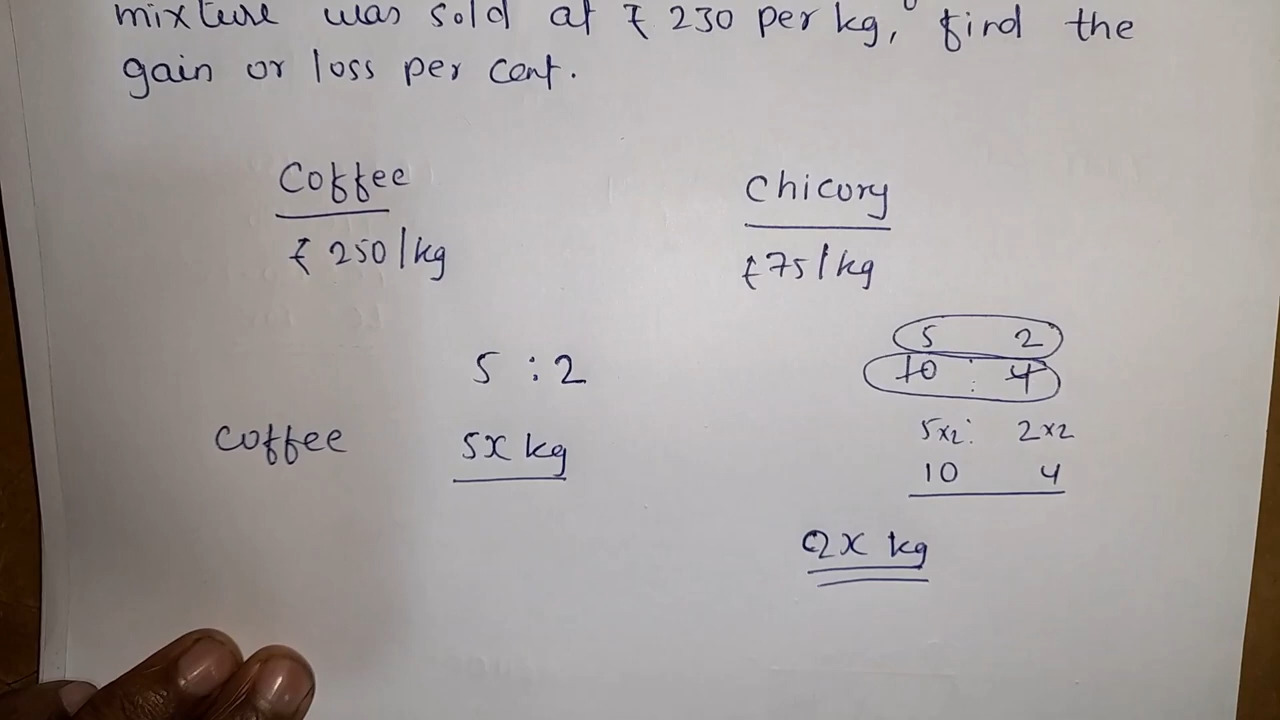 mixture was sold at ₹ 230 per kg, find the
gain or loss per cent.
Coffee
₹ 250/kg
Chicory
₹75/kg
5 : 2
coffee 5x kg
5 2
10 : 4
5x2: 2x2
10 4
2x kg